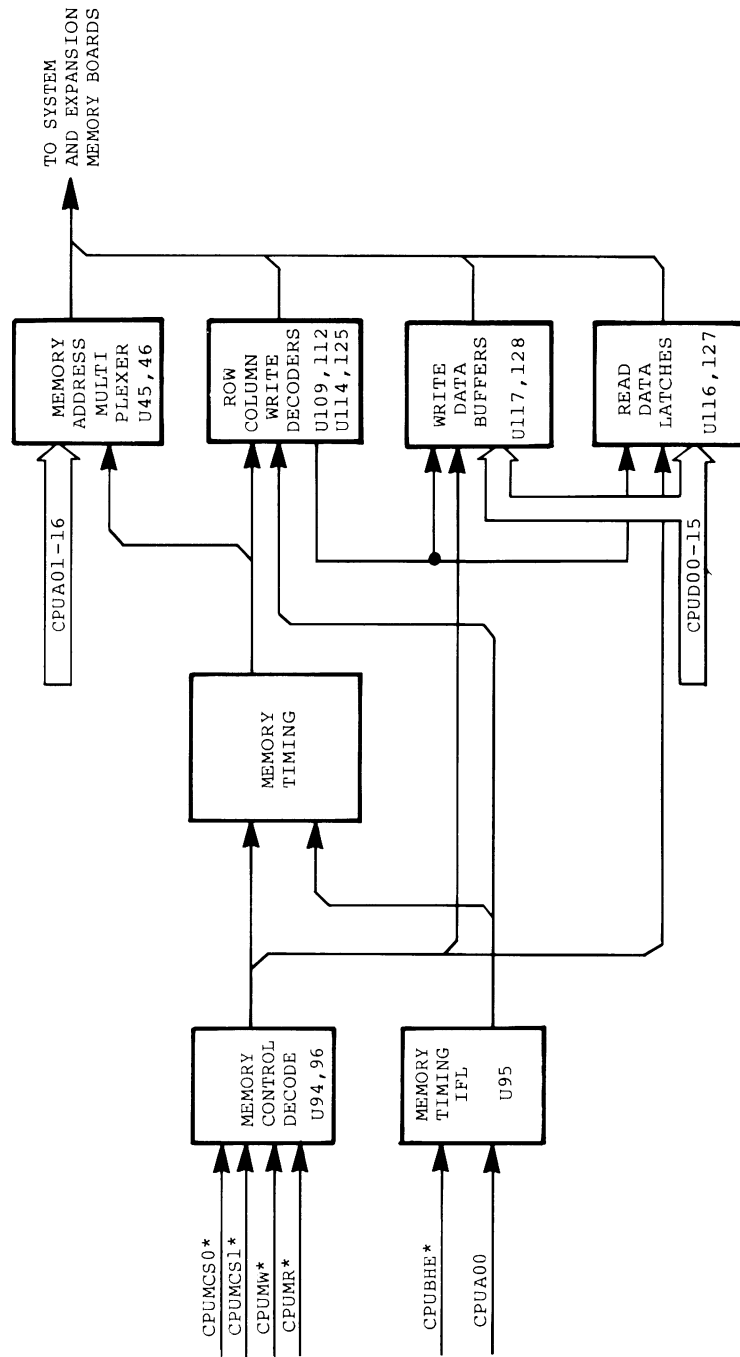 CPUMCS0*
CPUMCS1*
CPUMW*
CPUMR*
CPUBHE*
CPUA00
MEMORY
CONTROL
DECODE
U94,96
MEMORY
TIMING
IFL
U95
MEMORY
TIMING
CPUA01-16
MEMORY
ADDRESS
MULTI
PLEXER
U45,46
ROW
COLUMN
WRITE
DECODERS
U109,112
U114,125
WRITE
DATA
BUFFERS
U117,128
READ
DATA
LATCHES
U116,127
CPUD00-15
TO SYSTEM
AND EXPANSION
MEMORY BOARDS